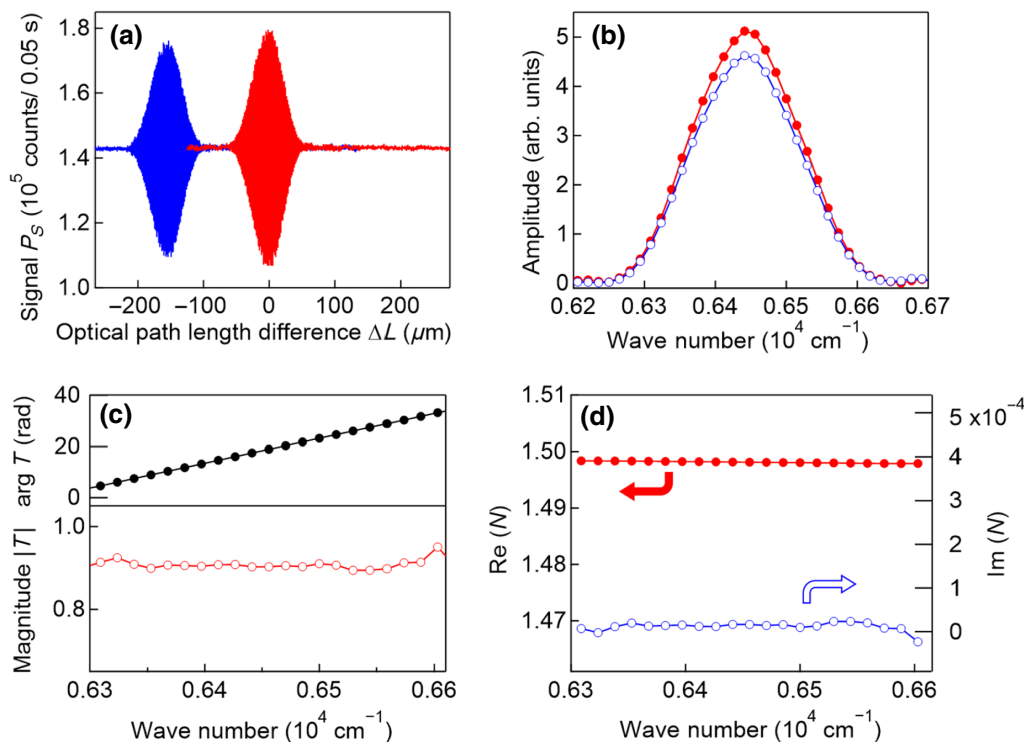 (a)
Signal P_S (10^5 counts/ 0.05 s)
1.8
1.6
1.4
1.2
1.0
−200 −100 0 100 200
Optical path length difference ΔL (μm)
(b)
Amplitude (arb. units)
5
4
3
2
1
0
0.62 0.63 0.64 0.65 0.66 0.67
Wave number (10^4 cm^−1)
(c)
arg T (rad)
40
20
0
Magnitude |T|
1.0
0.8
0.63 0.64 0.65 0.66
Wave number (10^4 cm^−1)
(d)
Re (N)
1.51
1.50
1.49
1.48
1.47
5 x10^−4
4
3
2
1
0
Im (N)
0.63 0.64 0.65 0.66
Wave number (10^4 cm^−1)